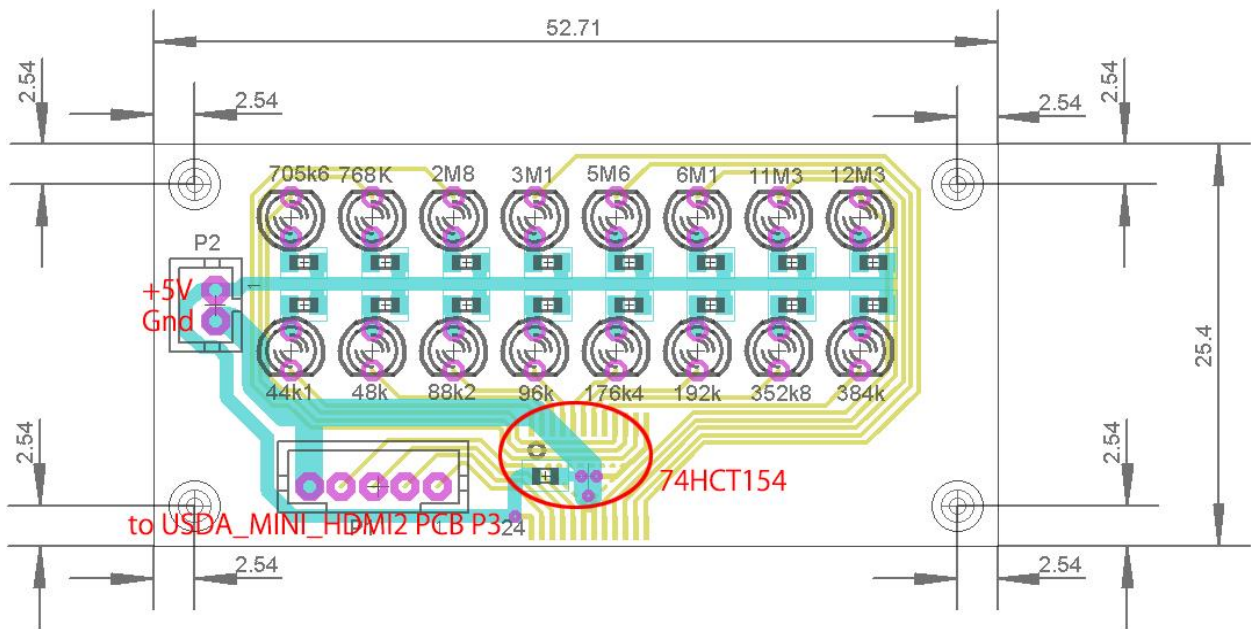 52.71
2.54
2.54
2.54
2.54
705k6 768K 2M8 3M1 5M6 6M1 11M3 12M3
P2
+5V
1
Gnd
25.4
44k1 48k 88k2 96k 176k4 192k 352k8 384k
2.54
2.54
74HCT154
to USDA_MINI_HDMI2 PCB P3
24
2.54
2.54